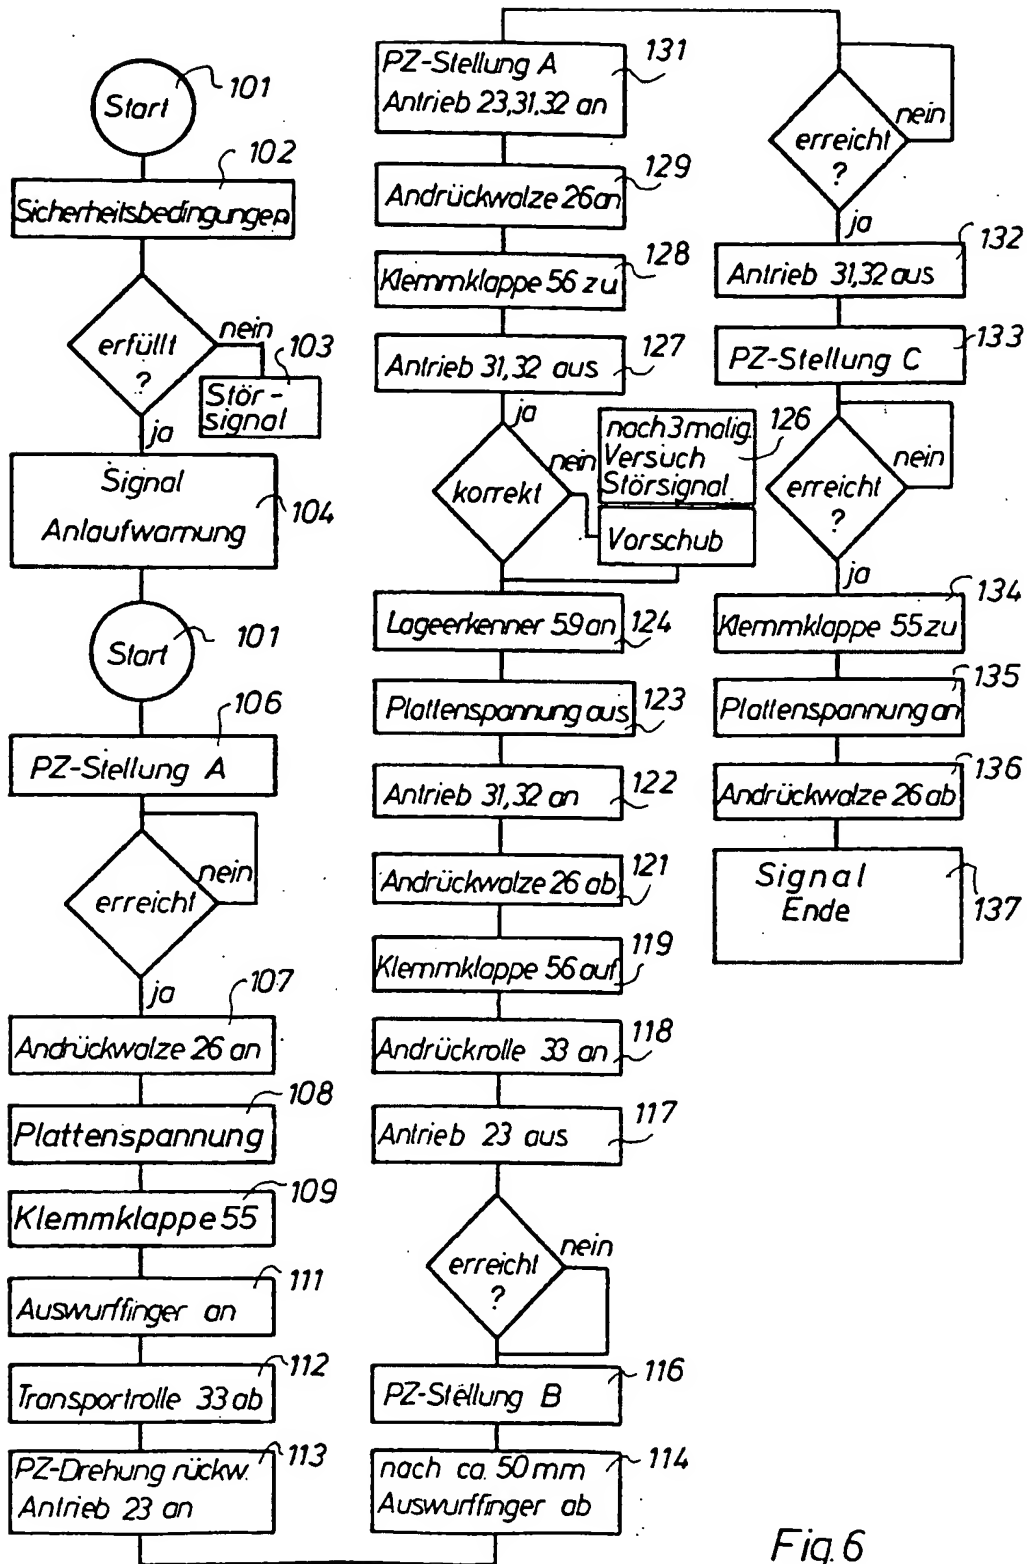 Start
101
102
Sicherheitsbedingungen
erfüllt
?
nein
103
Stör-
signal
ja
Signal
Anlaufwarnung
104
Start
101
106
PZ-Stellung A
nein
erreicht
ja
107
Andrückwalze 26 an
108
Plattenspannung
109
Klemmklappe 55
111
Auswurffinger an
112
Transportrolle 33 ab
113
PZ-Drehung rückw.
Antrieb 23 an
114
nach ca. 50 mm
Auswurffinger ab
116
PZ-Stellung B
nein
erreicht
?
117
Antrieb 23 aus
118
Andrückrolle 33 an
119
Klemmklappe 56 auf
121
Andrückwalze 26 ab
122
Antrieb 31,32 an
123
Plattenspannung aus
124
Lageerkenner 59 an
korrekt
nein
ja
126
nach 3 malig.
Versuch
Störsignal
Vorschub
127
Antrieb 31,32 aus
128
Klemmklappe 56 zu
129
Andrückwalze 26 an
131
PZ-Stellung A
Antrieb 23,31,32 an
nein
erreicht
?
ja
132
Antrieb 31,32 aus
133
PZ-Stellung C
nein
erreicht
?
ja
134
Klemmklappe 55 zu
135
Plattenspannung an
136
Andrückwalze 26 ab
137
Signal
Ende
Fig. 6